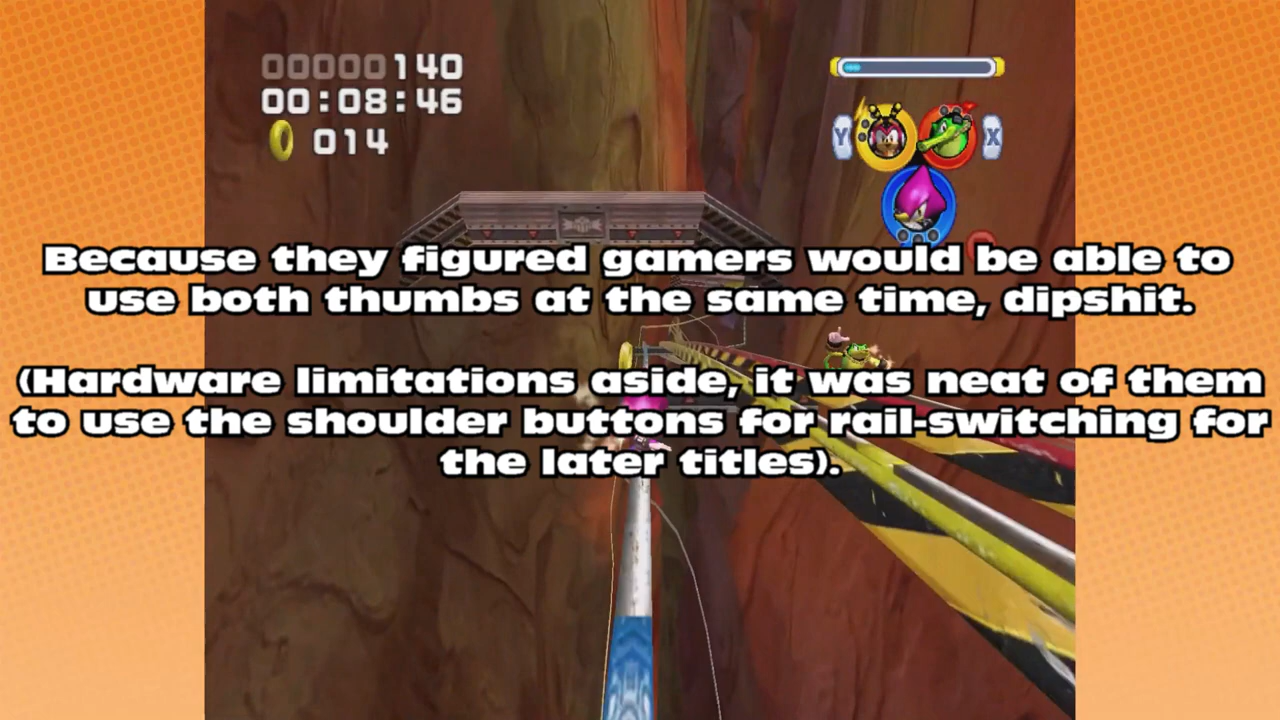 00000140
00:08:46
014
Y
X
Because they figured gamers would be able to
use both thumbs at the same time, dipshit.
(Hardware limitations aside, it was neat of them
to use the shoulder buttons for rail-switching for
the later titles).